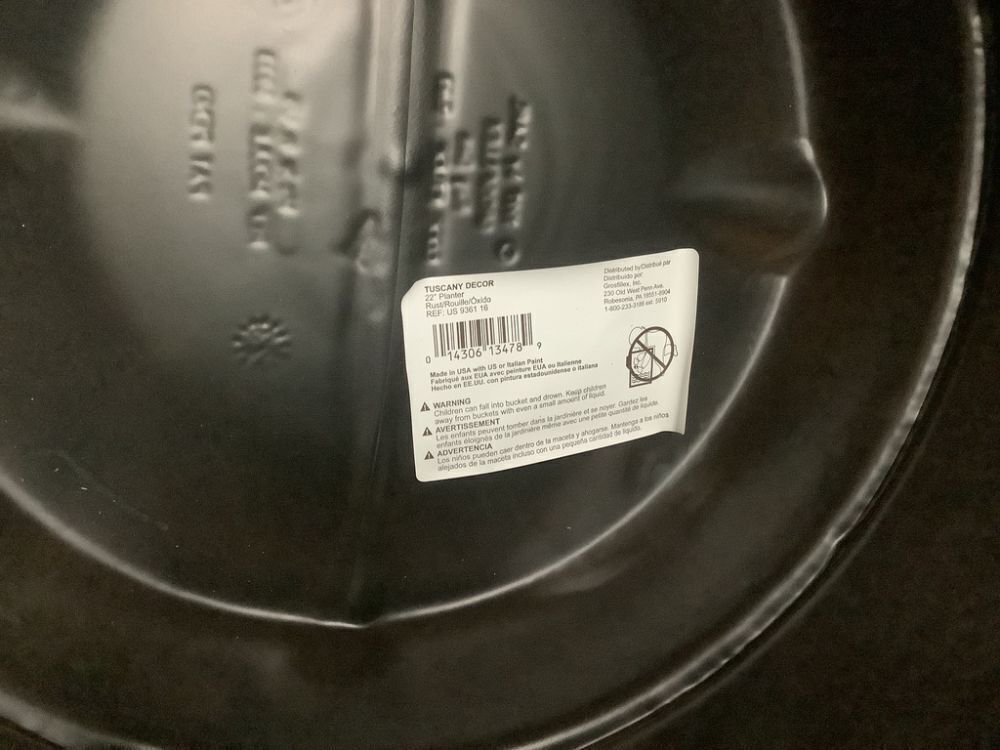 TUSCANY DECOR
22" Planter
Rust/Rouille/Óxido
REF: US 9361 16
0 14306 13478 9
Distributed by/Distribué par
Distribuido por:
Grosfillex, Inc.
230 Old West Penn Ave.
Robesonia, PA 19551-8904
1-800-233-3186 ext. 5910
Made in USA with US or Italian Paint
Fabriqué aux EUA avec peinture EUA ou Italienne
Hecho en EE.UU. con pintura estadounidense o italiana
WARNING
Children can fall into bucket and drown. Keep children
away from buckets with even a small amount of liquid.
AVERTISSEMENT
Les enfants peuvent tomber dans la jardinière et se noyer. Gardez les
enfants éloignés de la jardinière même avec une petite quantité de liquide.
ADVERTENCIA
Los niños pueden caer dentro de la maceta y ahogarse. Mantenga a los niños
alejados de la maceta incluso con una pequeña cantidad de líquido.